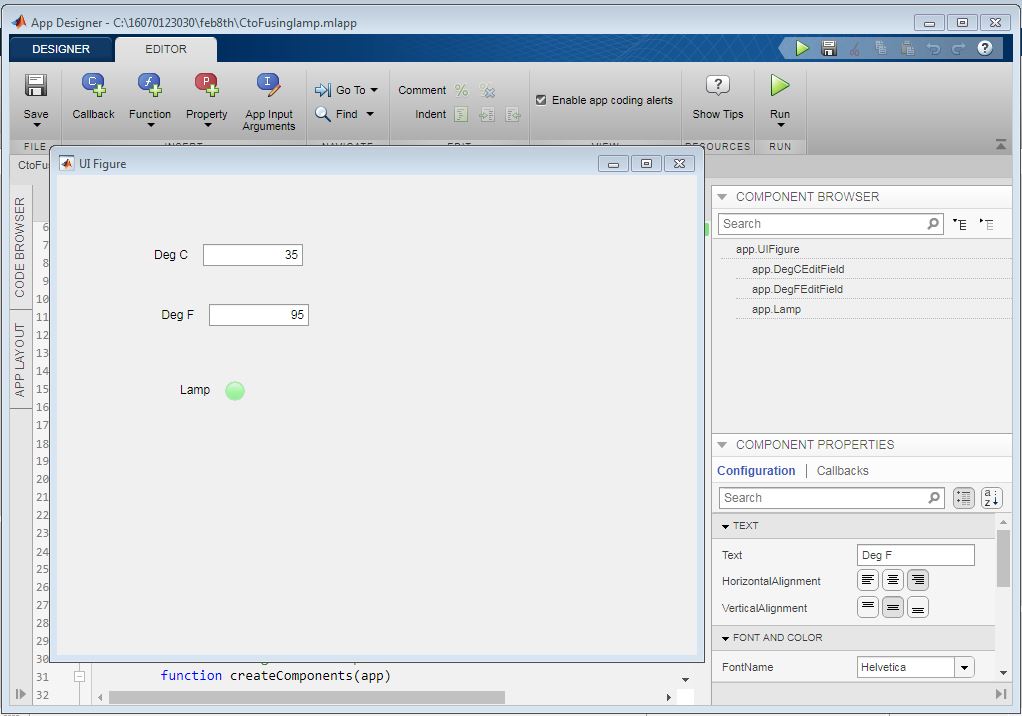 App Designer - C:\16070123030\feb8th\CtoFusinglamp.mlapp
DESIGNER EDITOR
?
C f P I ?
Go To
Find
Comment
Indent
Enable app coding alerts
Save Callback Function Property App Input Arguments Show Tips Run
FILE INSERT NAVIGATE EDIT VIEW RESOURCES RUN
CtoFus
UI Figure
CODE BROWSER
APP LAYOUT
Deg C 35
Deg F 95
Lamp
COMPONENT BROWSER
Search
app.UIFigure
app.DegCEditField
app.DegFEditField
app.Lamp
COMPONENT PROPERTIES
Configuration | Callbacks
Search
a
z
TEXT
Text Deg F
HorizontalAlignment
VerticalAlignment
FONT AND COLOR
FontName Helvetica
6
7
8
9
10
11
12
13
14
15
16
17
18
19
20
21
22
23
24
25
26
27
28
29
30
31 function createComponents(app)
32